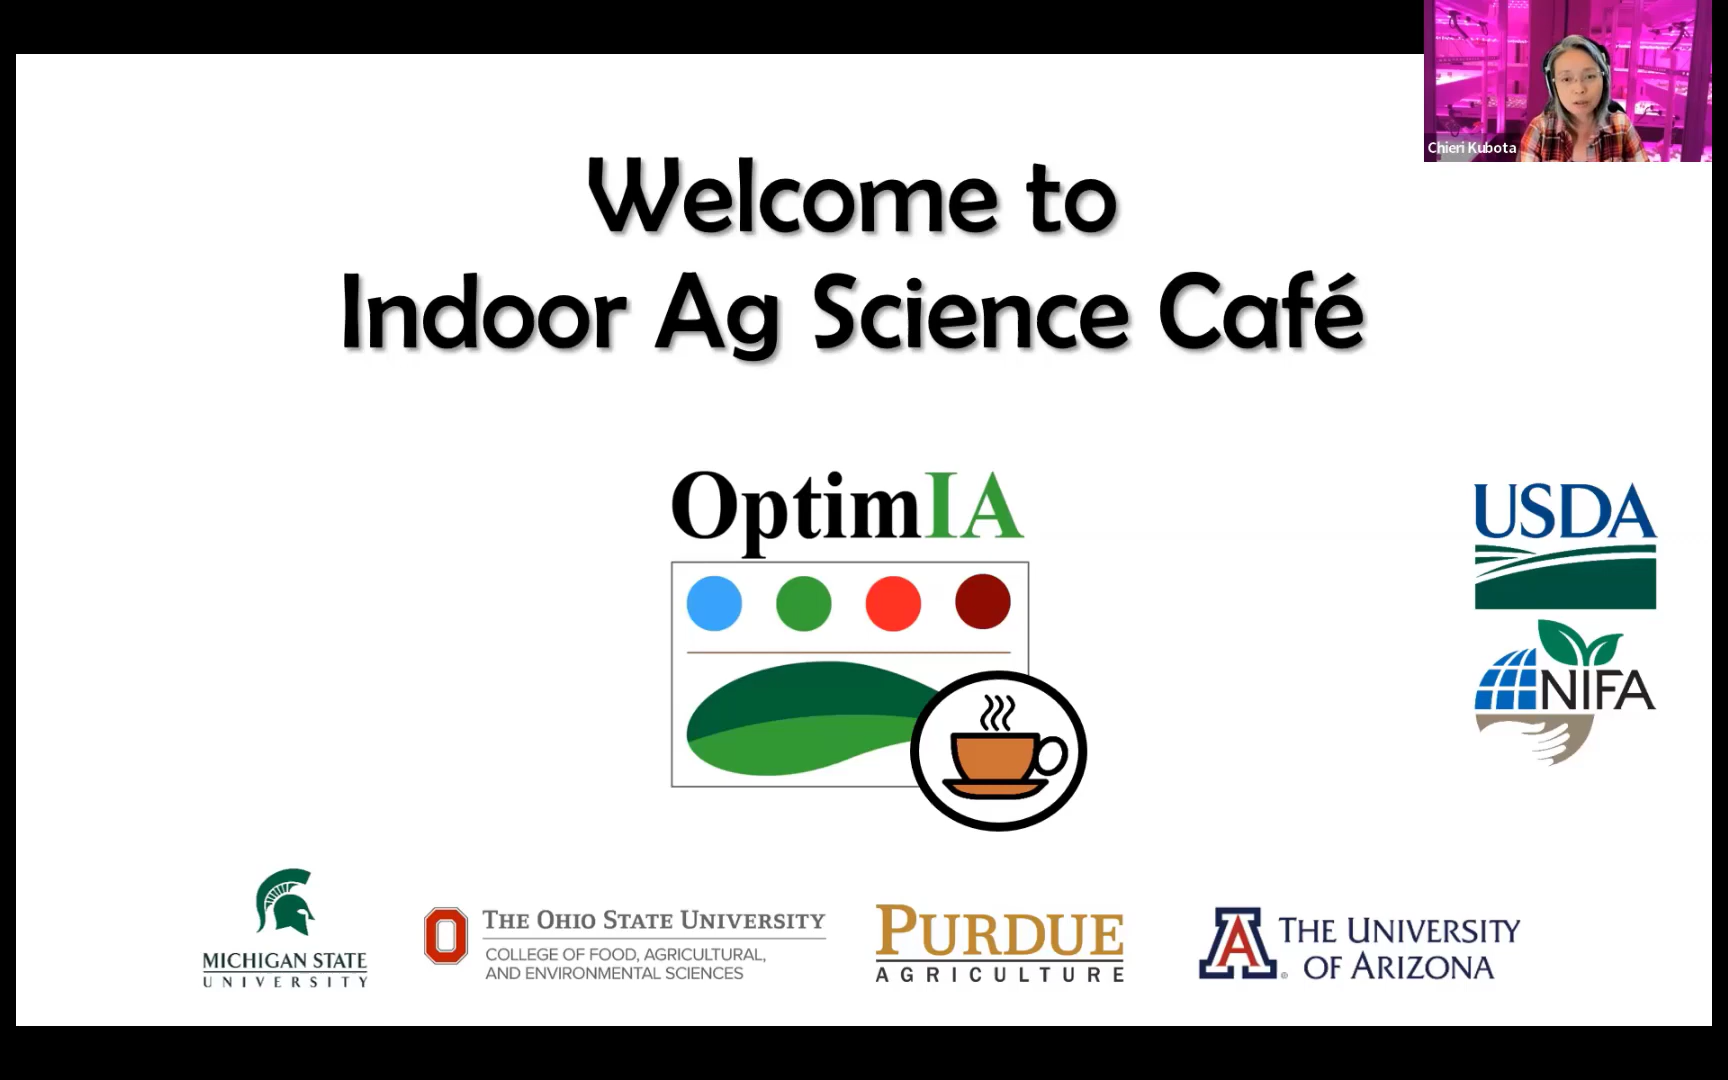 Chieri Kubota
Welcome to
Indoor Ag Science Café
OptimIA
USDA
NIFA
MICHIGAN STATE
UNIVERSITY
O
THE OHIO STATE UNIVERSITY
COLLEGE OF FOOD, AGRICULTURAL,
AND ENVIRONMENTAL SCIENCES
PURDUE
AGRICULTURE
A
THE UNIVERSITY
OF ARIZONA
®